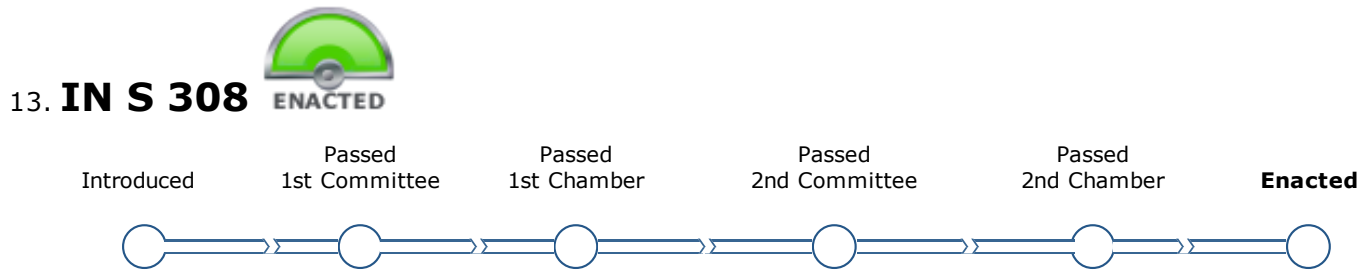 13. IN S 308 ENACTED
Introduced Passed 1st Committee Passed 1st Chamber Passed 2nd Committee Passed 2nd Chamber Enacted